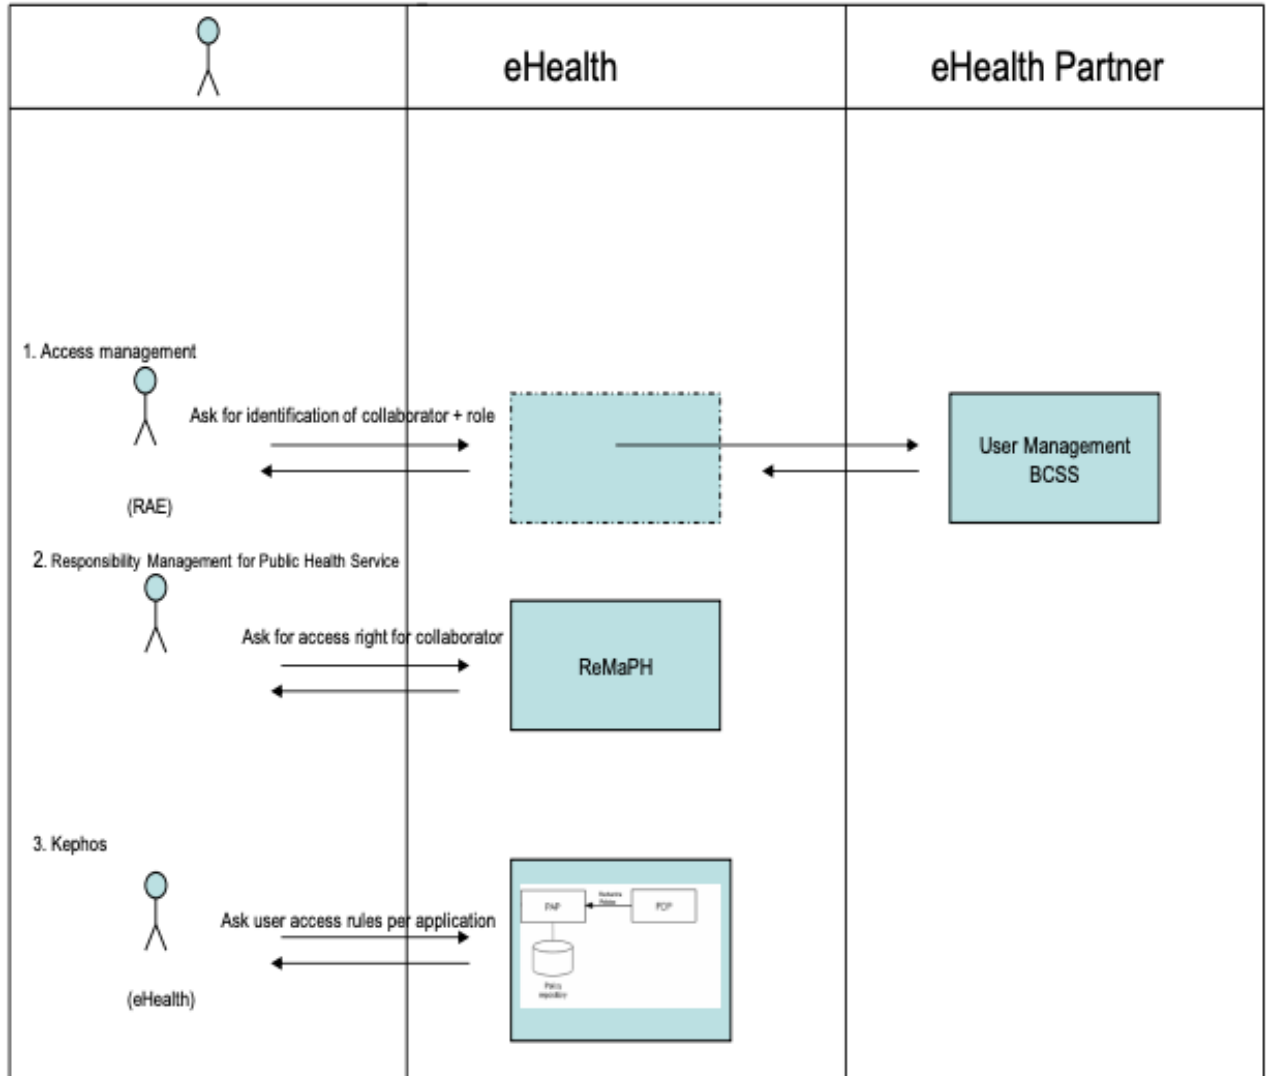 eHealth
eHealth Partner
1. Access management
Ask for identification of collaborator + role
User Management
BCSS
(RAE)
2. Responsibility Management for Public Health Service
Ask for access right for collaborator
ReMaPH
3. Kephos
PAP
PDP
Ask user access rules per application
repository
(eHealth)